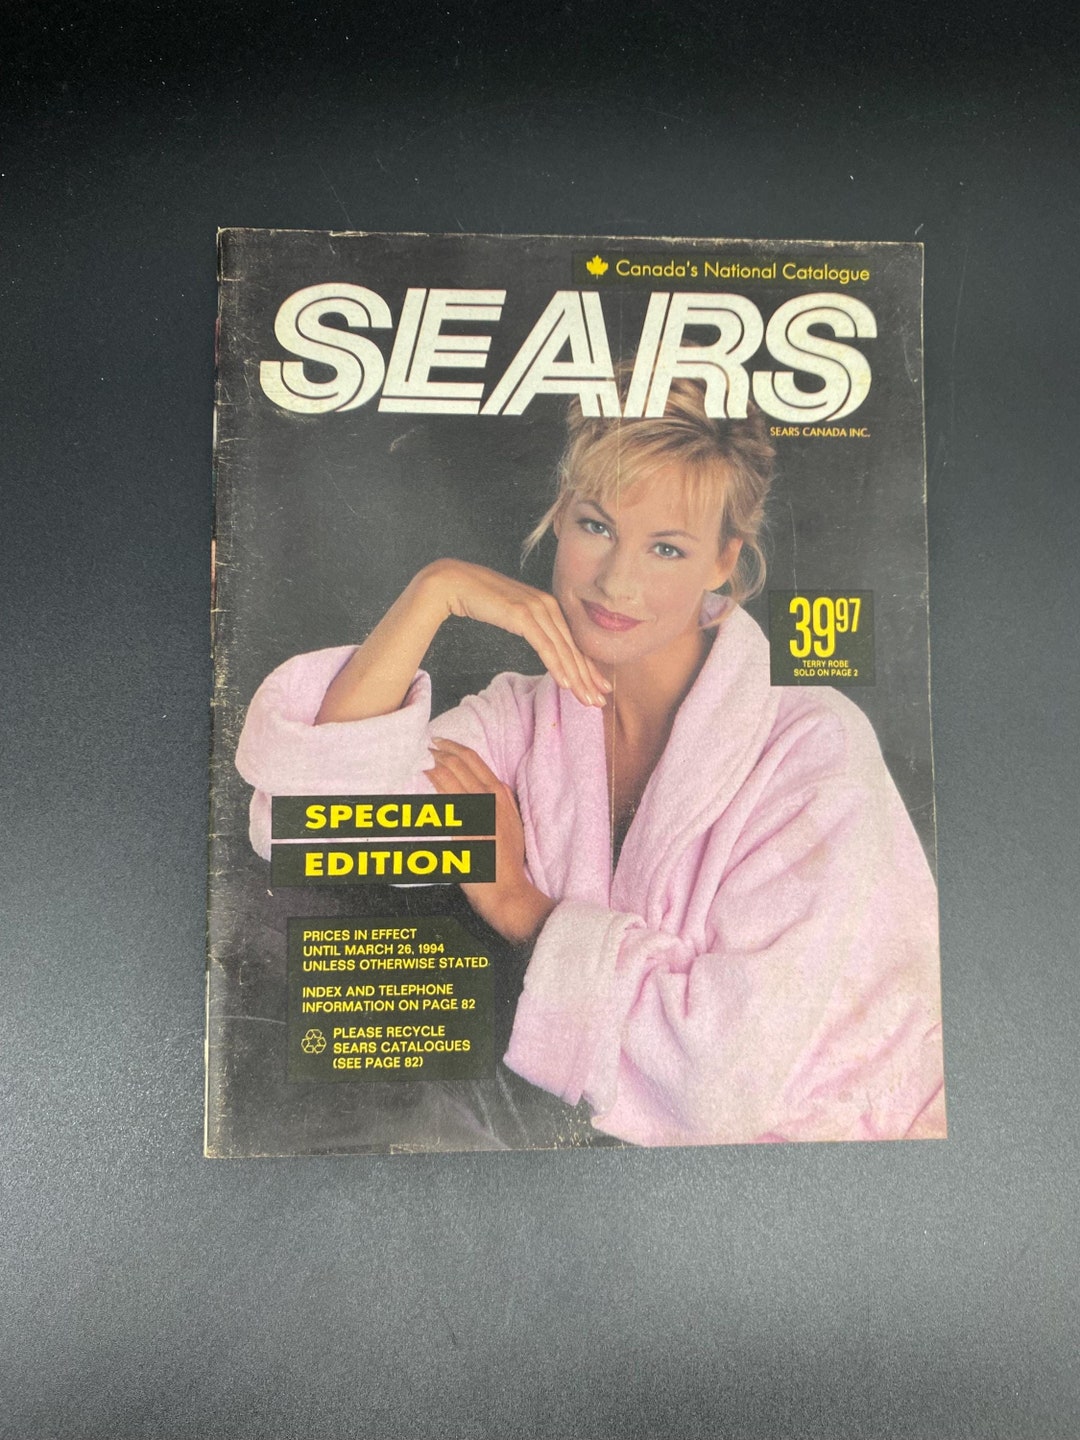 Canada's National Catalogue
SEARS
SEARS CANADA INC.
3997
TERRY ROBE
SOLD ON PAGE 2
SPECIAL
EDITION
PRICES IN EFFECT
UNTIL MARCH 26, 1994
UNLESS OTHERWISE STATED.
INDEX AND TELEPHONE
INFORMATION ON PAGE 82
PLEASE RECYCLE
SEARS CATALOGUES
(SEE PAGE 82)